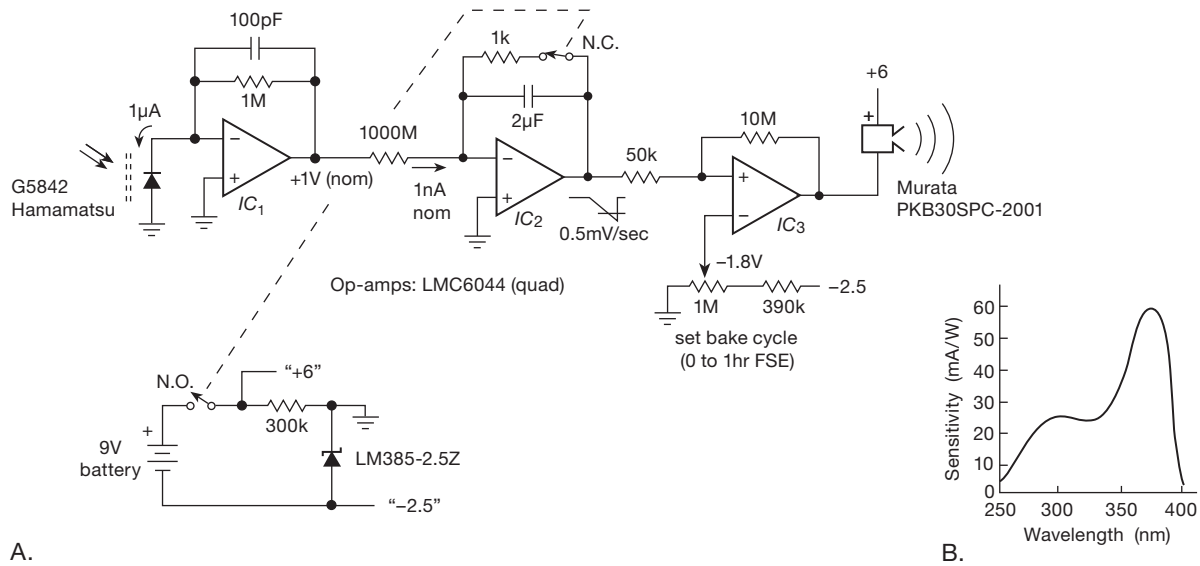 100pF
1M
1µA
G5842
Hamamatsu
−
+
IC1
+1V (nom)
1000M
1nA
nom
1k
N.C.
2µF
−
+
IC2
0.5mV/sec
50k
10M
+
−
IC3
+6
+
Murata
PKB30SPC-2001
−1.8V
1M
390k
−2.5
set bake cycle
(0 to 1hr FSE)
Op-amps: LMC6044 (quad)
N.O.
“+6”
300k
+
9V
battery
LM385-2.5Z
“−2.5”
A.
Sensitivity (mA/W)
60
50
40
30
20
10
0
250 300 350 400
Wavelength (nm)
B.